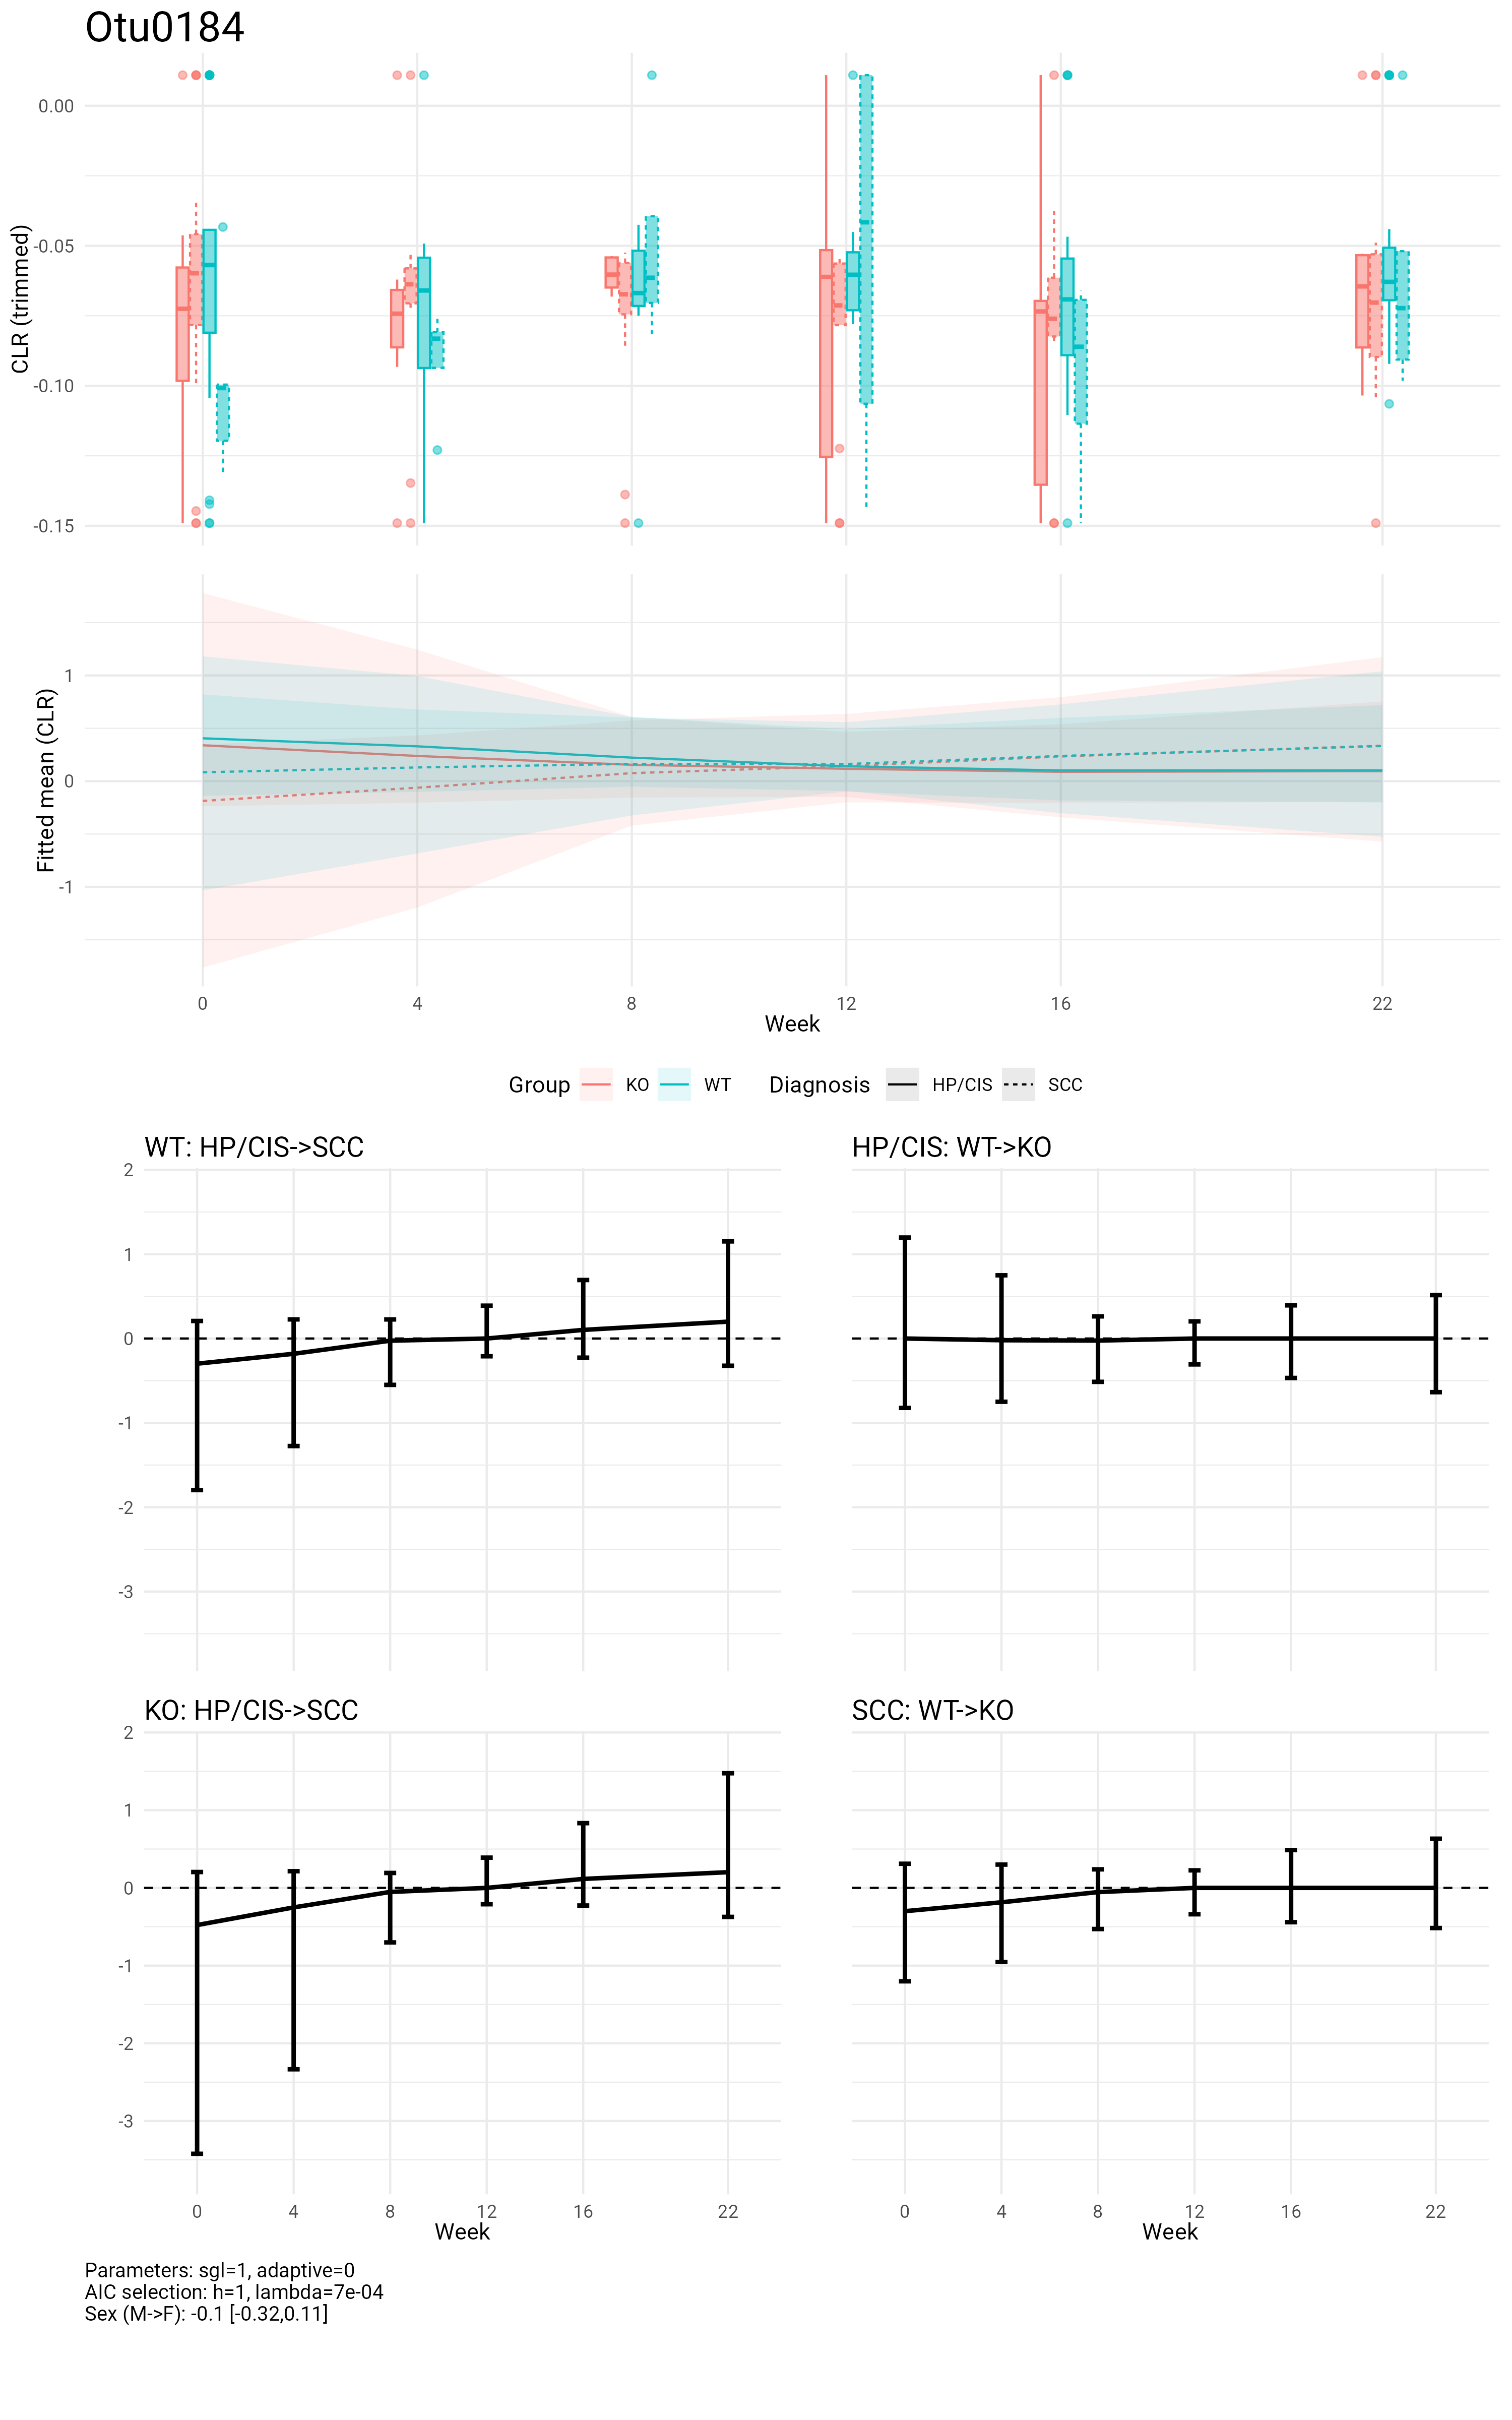 Otu0184
CLR (trimmed)
0.00
-0.05
-0.10
-0.15
Fitted mean (CLR)
1
0
-1
0 4 8 12 16 22
Week
Group KO WT Diagnosis HP/CIS SCC
WT: HP/CIS->SCC
HP/CIS: WT->KO
2
1
0
-1
-2
-3
KO: HP/CIS->SCC
SCC: WT->KO
2
1
0
-1
-2
-3
0 4 8 12 16 22
0 4 8 12 16 22
Week
Week
Parameters: sgl=1, adaptive=0
AIC selection: h=1, lambda=7e-04
Sex (M->F): -0.1 [-0.32,0.11]